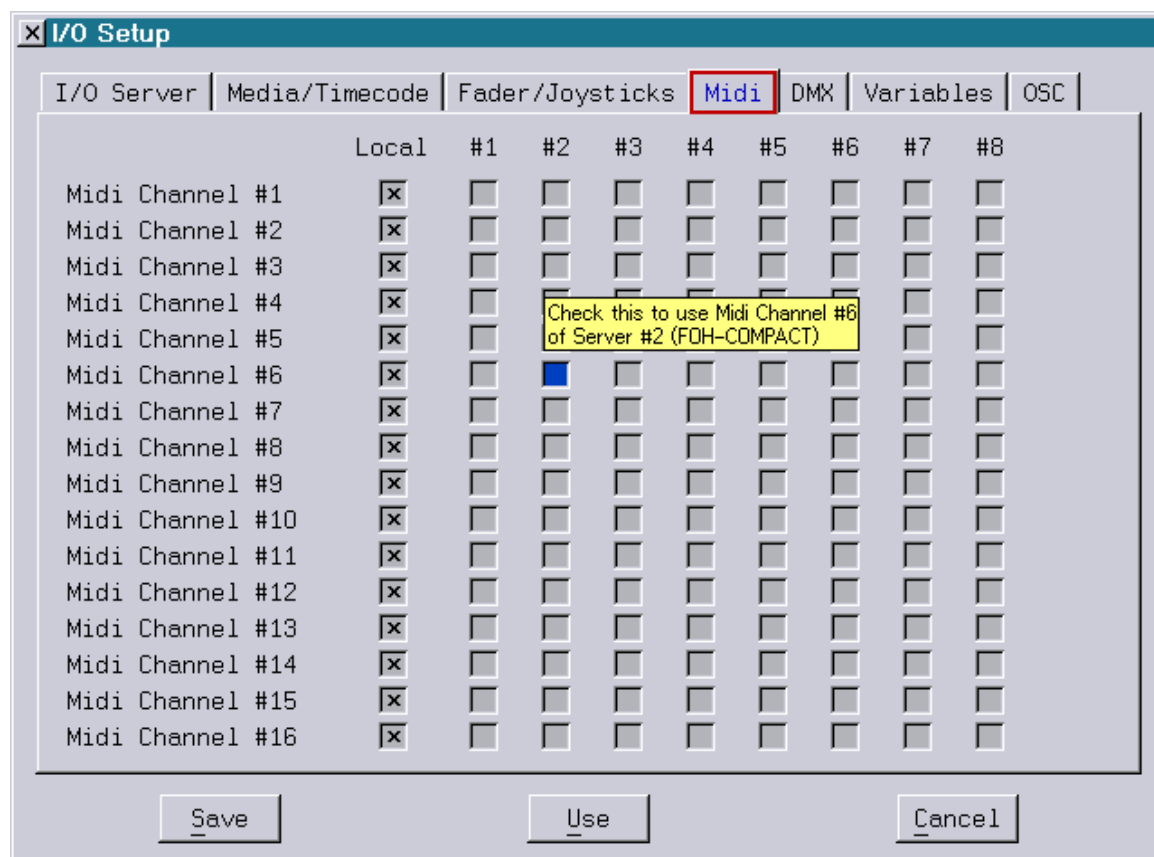 I/O Setup
I/O Server Media/Timecode Fader/Joysticks Midi DMX Variables OSC
Local #1 #2 #3 #4 #5 #6 #7 #8
Midi Channel #1
Midi Channel #2
Midi Channel #3
Midi Channel #4
Check this to use Midi Channel #6
of Server #2 (FOH-COMPACT)
Midi Channel #5
Midi Channel #6
Midi Channel #7
Midi Channel #8
Midi Channel #9
Midi Channel #10
Midi Channel #11
Midi Channel #12
Midi Channel #13
Midi Channel #14
Midi Channel #15
Midi Channel #16
Save Use Cancel